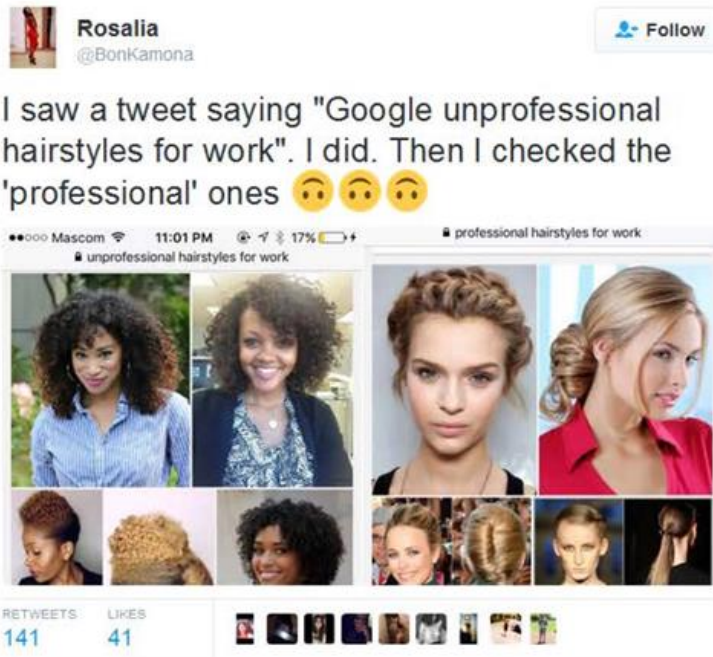 Rosalia
@BonKamona
Follow
I saw a tweet saying "Google unprofessional
hairstyles for work". I did. Then I checked the
'professional' ones 🙃🙃🙃
Mascom 11:01 PM 17%
unprofessional hairstyles for work
professional hairstyles for work
RETWEETS LIKES
141 41